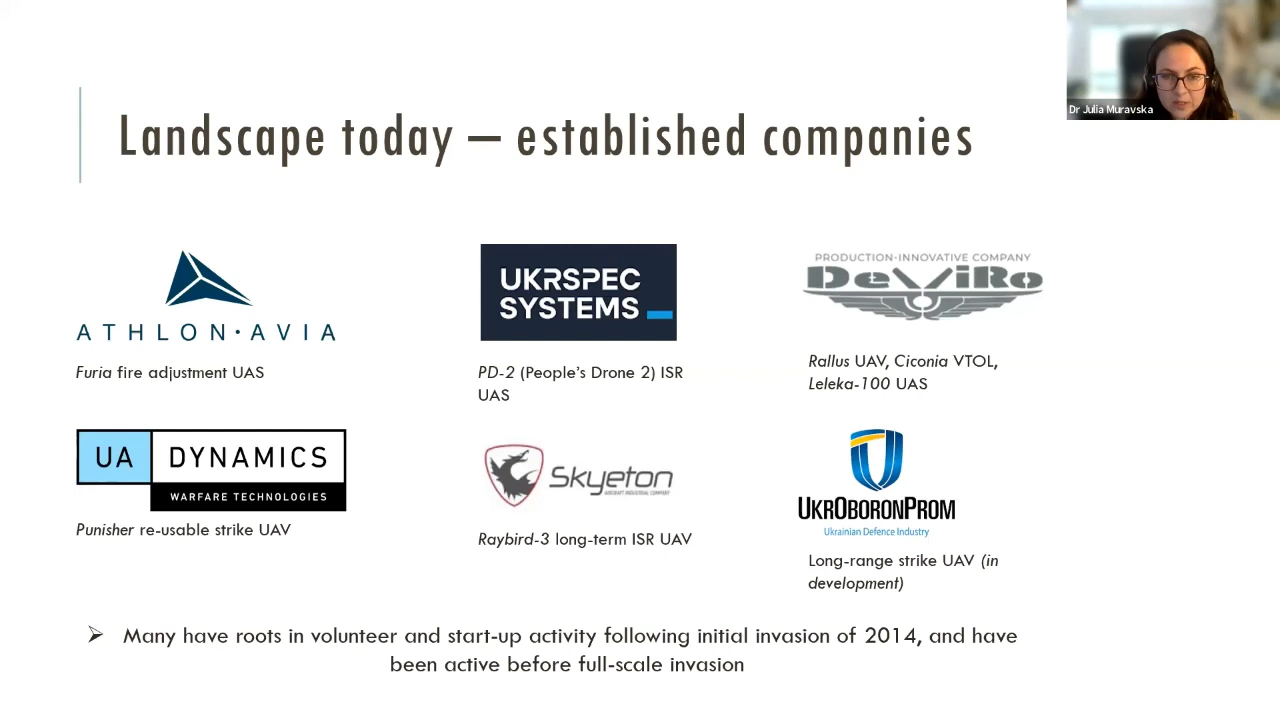 Dr Julia Muravska
Landscape today – established companies
ATHLON·AVIA
Furia fire adjustment UAS
UKRSPEC
SYSTEMS
PD-2 (People’s Drone 2) ISR
UAS
PRODUCTION-INNOVATIVE COMPANY
DeViRo
Rallus UAV, Ciconia VTOL,
Leleka-100 UAS
UA DYNAMICS
WARFARE TECHNOLOGIES
Punisher re-usable strike UAV
Skyeton
AIRCRAFT INDUSTRIAL COMPANY
Raybird-3 long-term ISR UAV
UKROBORONPROM
Ukrainian Defence Industry
Long-range strike UAV (in
development)
➢ Many have roots in volunteer and start-up activity following initial invasion of 2014, and have
been active before full-scale invasion